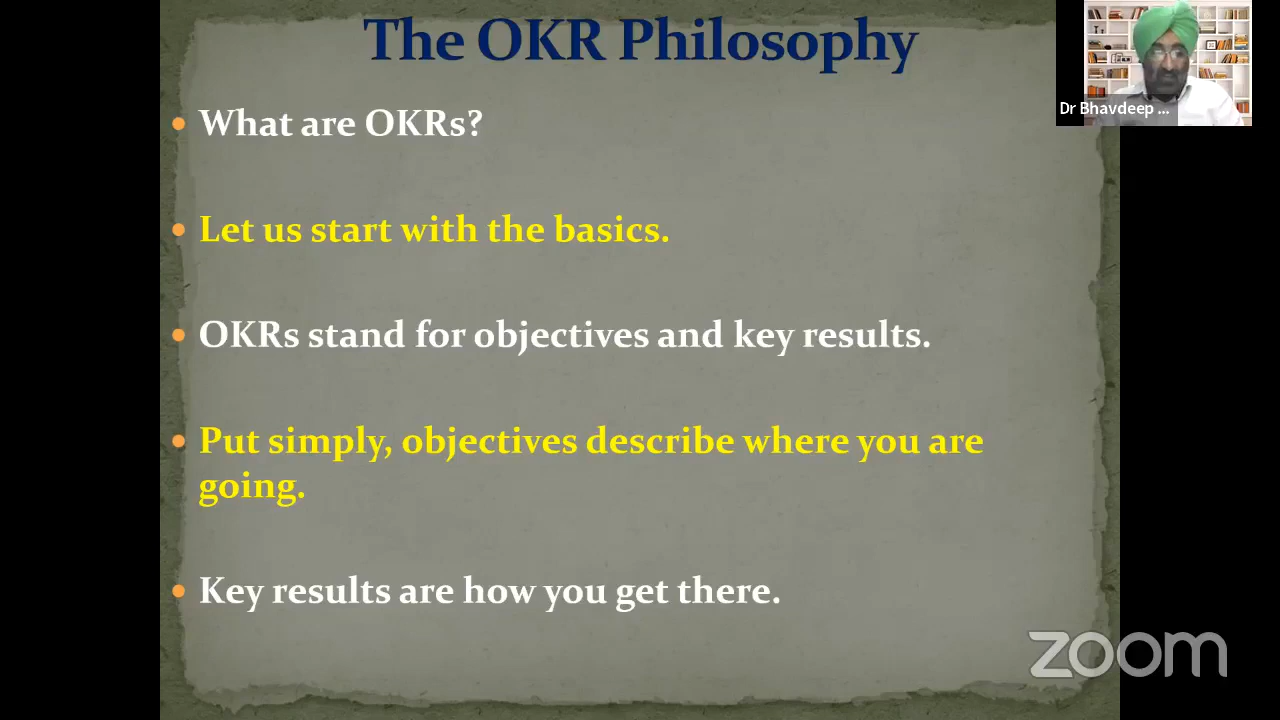 The OKR Philosophy
Dr Bhavdeep ...
• What are OKRs?
• Let us start with the basics.
• OKRs stand for objectives and key results.
• Put simply, objectives describe where you are
going.
• Key results are how you get there.
zoom